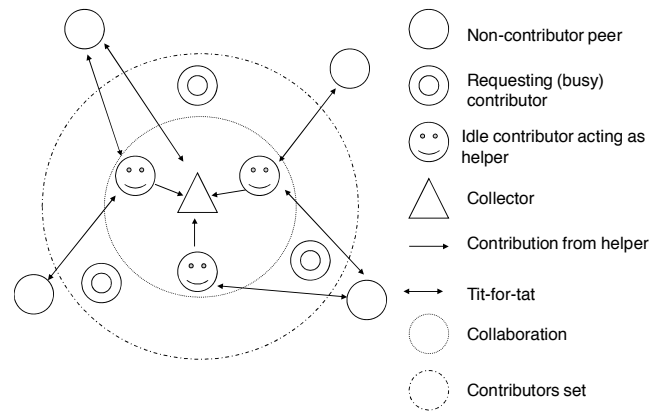 Non-contributor peer
Requesting (busy)
contributor
Idle contributor acting as
helper
Collector
Contribution from helper
Tit-for-tat
Collaboration
Contributors set